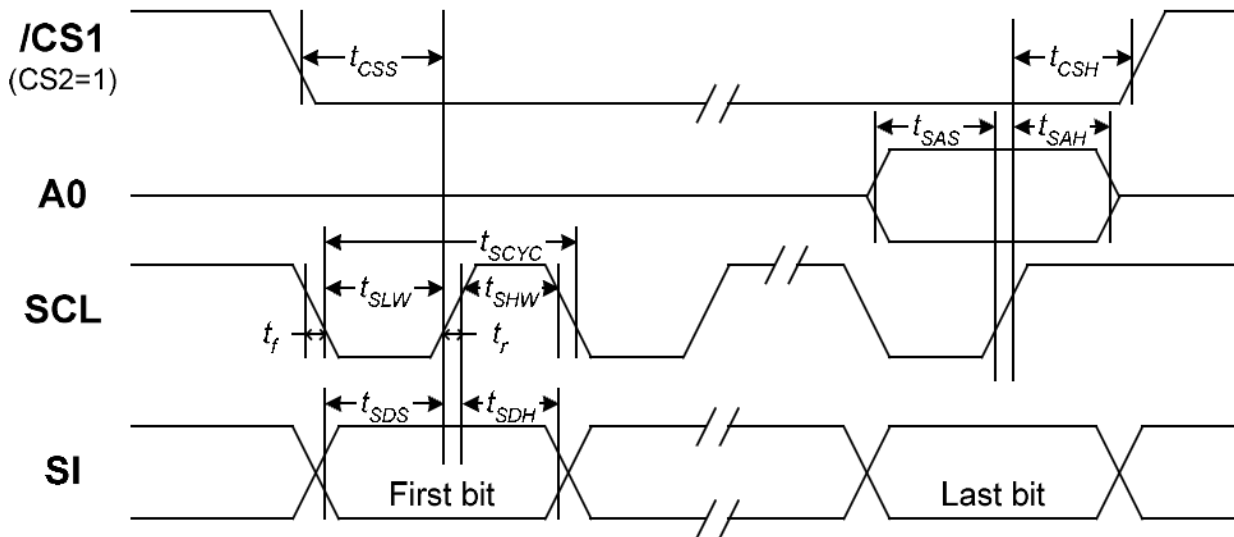 /CS1
(CS2=1)
tCSS
tCSH
tSAS
tSAH
A0
tSCYC
tSLW
tSHW
SCL
tf
tr
tSDS
tSDH
SI
First bit
Last bit